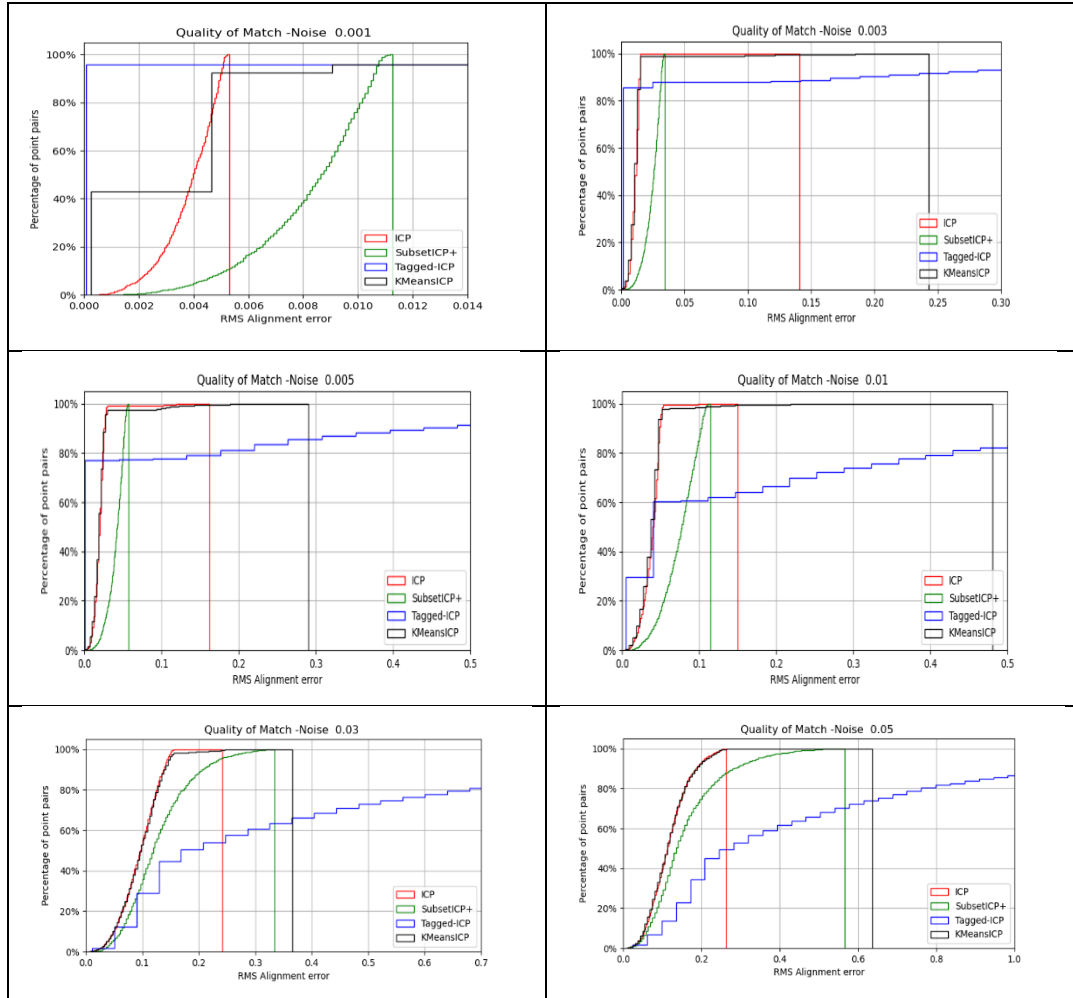 Quality of Match -Noise 0.001
100%
80%
60%
40%
20%
0%
Percentage of point pairs
0.000 0.002 0.004 0.006 0.008 0.010 0.012 0.014
RMS Alignment error
ICP
SubsetICP+
Tagged-ICP
KMeansICP
Quality of Match -Noise 0.003
100%
80%
60%
40%
20%
0%
Percentage of point pairs
0.00 0.05 0.10 0.15 0.20 0.25 0.30
RMS Alignment error
ICP
SubsetICP+
Tagged-ICP
KMeansICP
Quality of Match -Noise 0.005
100%
80%
60%
40%
20%
0%
Percentage of point pairs
0.0 0.1 0.2 0.3 0.4 0.5
RMS Alignment error
ICP
SubsetICP+
Tagged-ICP
KMeansICP
Quality of Match -Noise 0.01
100%
80%
60%
40%
20%
0%
Percentage of point pairs
0.0 0.1 0.2 0.3 0.4 0.5
RMS Alignment error
ICP
SubsetICP+
Tagged-ICP
KMeansICP
Quality of Match -Noise 0.03
100%
80%
60%
40%
20%
0%
Percentage of point pairs
0.0 0.1 0.2 0.3 0.4 0.5 0.6 0.7
RMS Alignment error
ICP
SubsetICP+
Tagged-ICP
KMeansICP
Quality of Match -Noise 0.05
100%
80%
60%
40%
20%
0%
Percentage of point pairs
0.0 0.2 0.4 0.6 0.8 1.0
RMS Alignment error
ICP
SubsetICP+
Tagged-ICP
KMeansICP